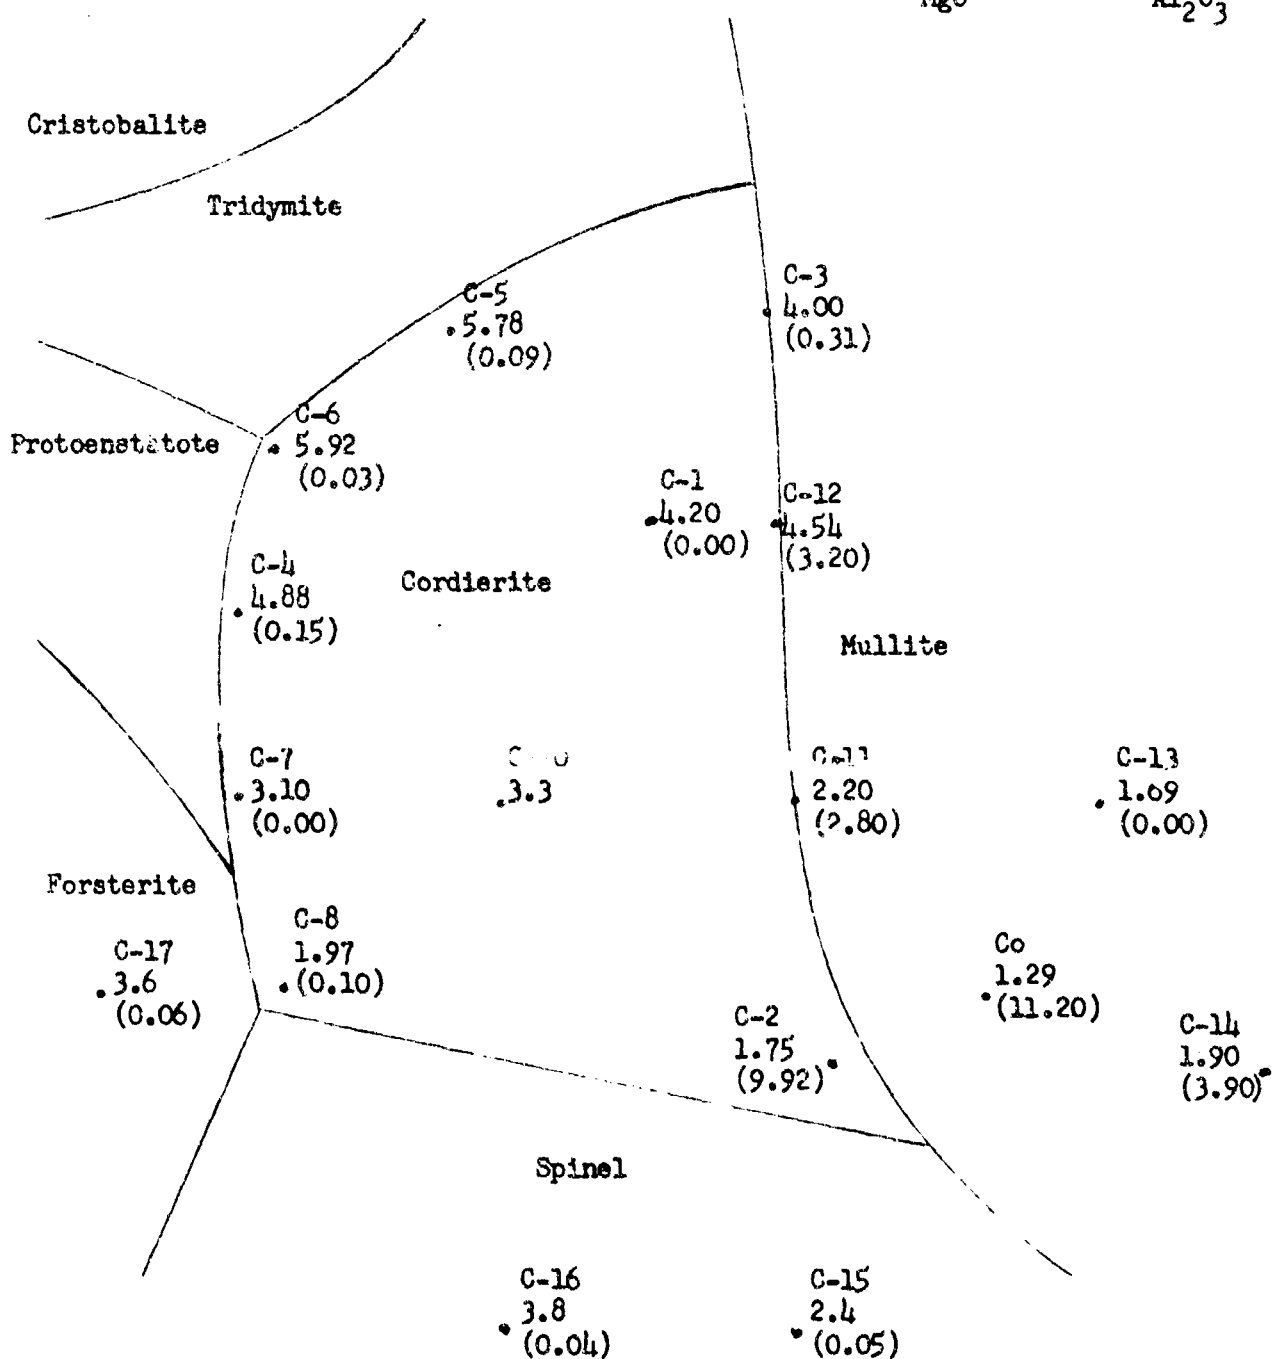 MgO Al2O3
Cristobalite
Tridymite
C-3
4.00
(0.31)
C-5
5.78
(0.09)
C-6
5.92
(0.03)
Protoenstatote
C-1
4.20
(0.00)
C-12
4.54
(3.20)
C-4
4.88
(0.15)
Cordierite
Mullite
C-7
3.10
(0.00)
3.3
C-11
2.20
(2.80)
C-13
1.69
(0.00)
Forsterite
C-8
1.97
(0.10)
C-17
3.6
(0.06)
Co
1.29
(11.20)
C-2
1.75
(9.92)
C-14
1.90
(3.90)
Spinel
C-16
3.8
(0.04)
C-15
2.4
(0.05)